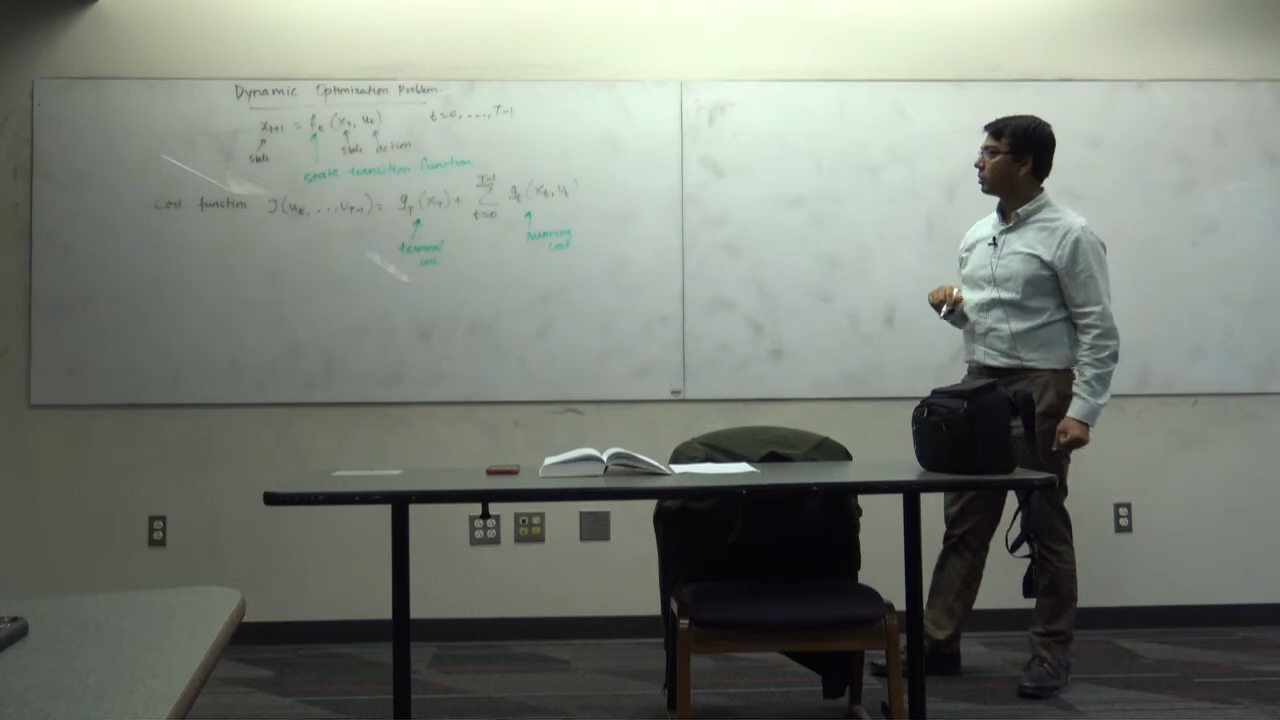 Dynamic Optimization Problem.
x_{t+1} = f_t (x_t, u_t) t=0, ..., T-1
state state action
state transition function
Cost function J(u_0, ..., u_{T-1}) = g_T (x_T) + \sum_{t=0}^{T-1} g_t (x_t, u_t)
terminal running
cost cost